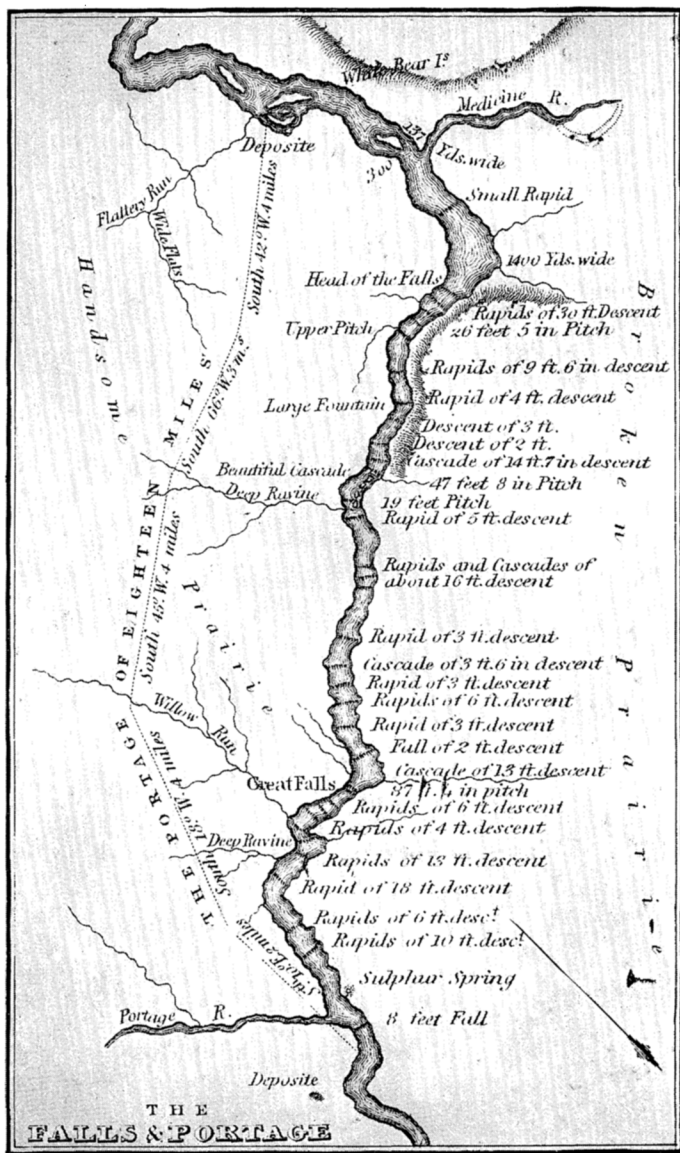 White Bear Is.
Medicine R.
137
Yds. wide
300
Deposite
Small Rapid
Flattery Run
Wide Flats
South 42° W. 4 miles
1400 Yds. wide
Head of the Falls
Rapids of 30 ft. Descent
26 feet 5 in Pitch
Upper Pitch
Rapids of 9 ft. 6 in descent
Handsome
Prairie
Broken Prairie
South 66° W. 3 m.s
Rapid of 4 ft. descent
Large Fountain
Descent of 3 ft.
Descent of 2 ft.
Cascade of 14 ft. 7 in descent
Beautiful Cascade
47 feet 8 in Pitch
Deep Ravine
19 feet Pitch
Rapid of 5 ft. descent
THE PORTAGE OF EIGHTEEN MILES
South 45° W. 4 miles
Rapids and Cascades of
about 16 ft. descent
Rapid of 3 ft. descent
Cascade of 3 ft. 6 in descent
Rapid of 3 ft. descent
Rapids of 6 ft. descent
Willow Run
Rapid of 3 ft. descent
Fall of 2 ft. descent
Cascade of 13 ft. descent
Great Falls
87 ft. in pitch
Rapids of 6 ft. descent
Rapids of 4 ft. descent
Deep Ravine
South W. 4 miles
Rapids of 13 ft. descent
Rapid of 18 ft. descent
Rapids of 6 ft. desct.
Rapids of 10 ft. desct.
E. 2 miles
Sulphur Spring
Portage R.
8 feet Fall
Deposite
THE
FALLS & PORTAGE